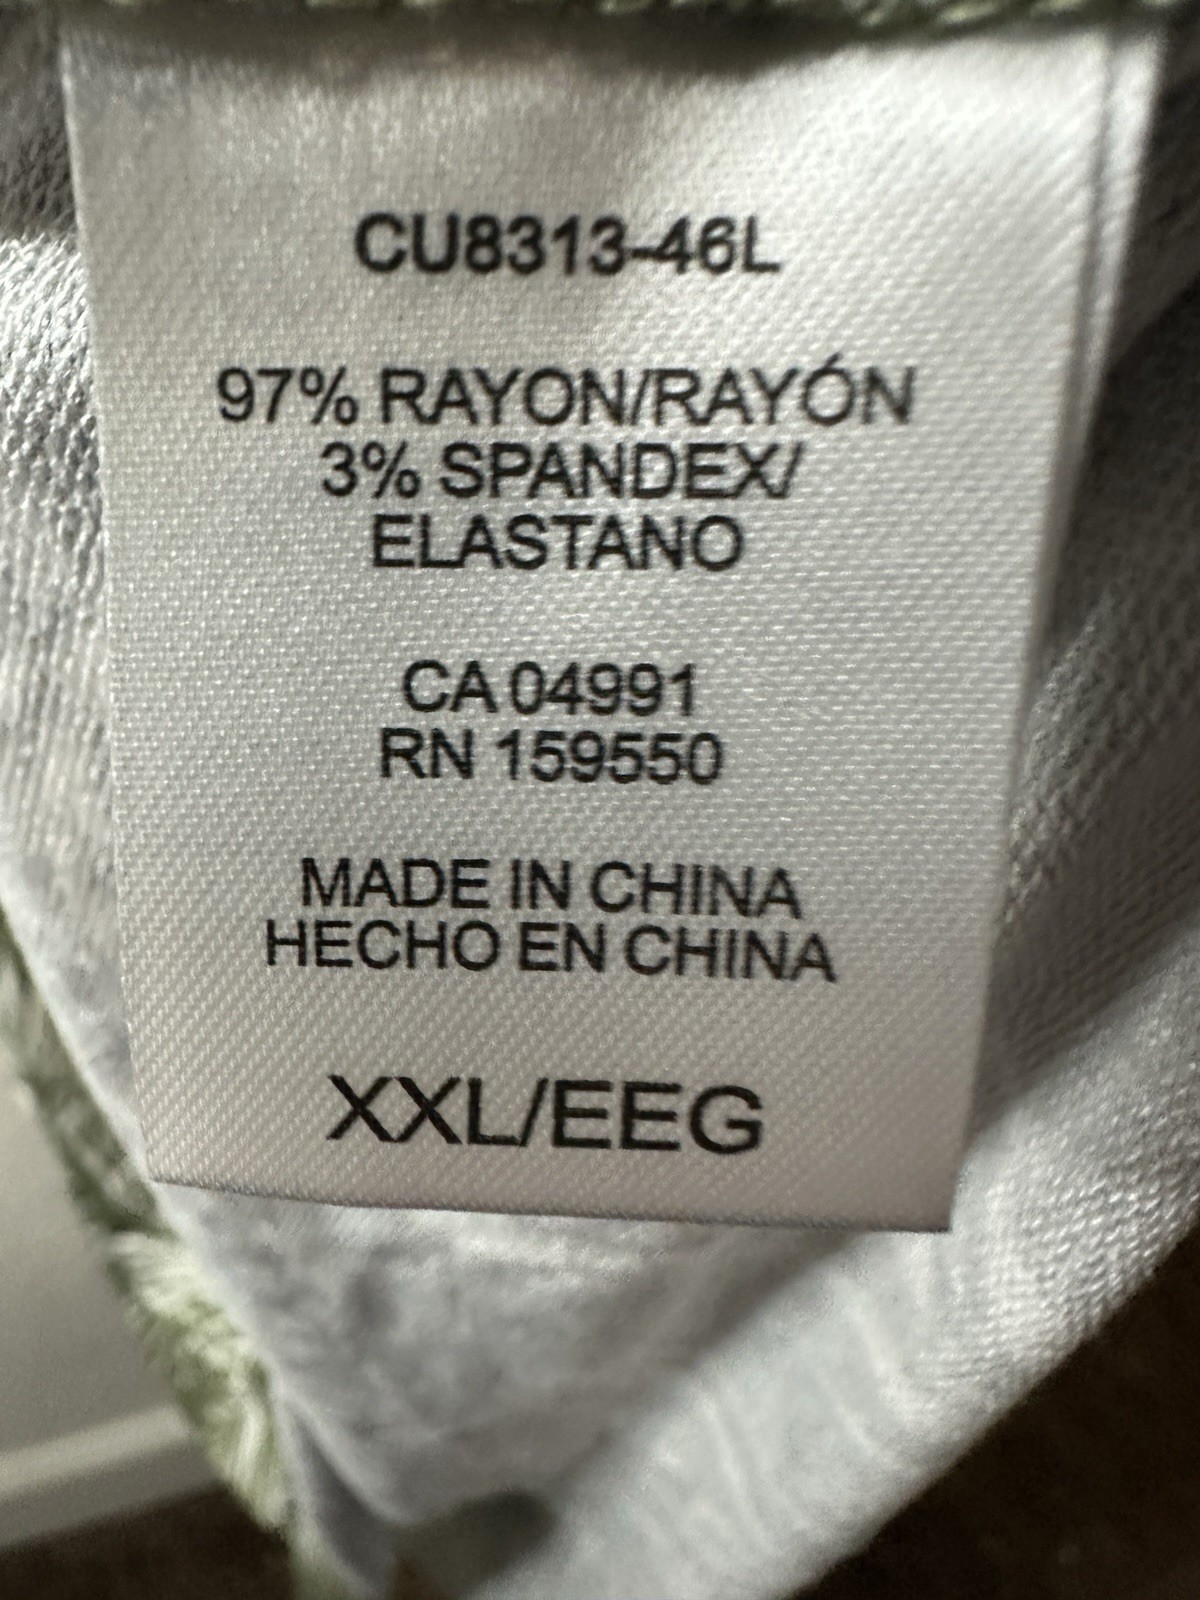 CU8313-46L
97% RAYON/RAYÓN
3% SPANDEX/
ELASTANO
CA 04991
RN 159550
MADE IN CHINA
HECHO EN CHINA
XXL/EEG